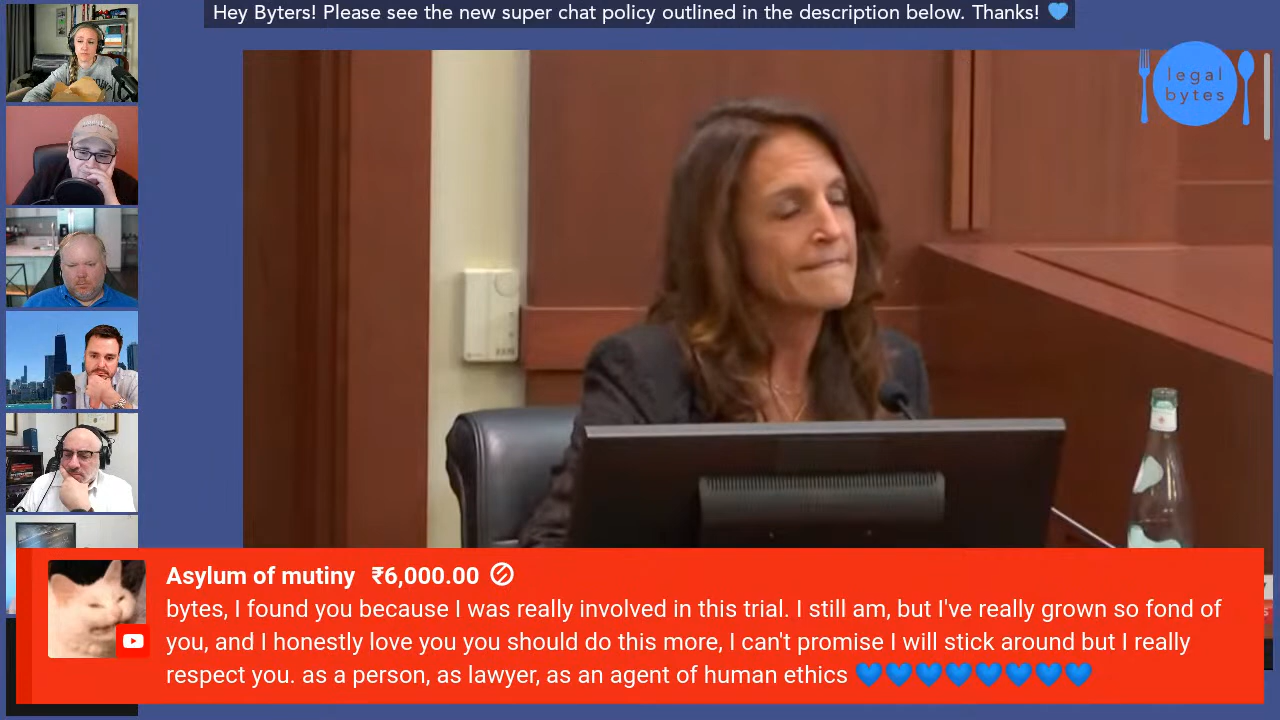 Hey Byters! Please see the new super chat policy outlined in the description below. Thanks! 💙
legal
bytes
Asylum of mutiny ₹6,000.00
bytes, I found you because I was really involved in this trial. I still am, but I've really grown so fond of
you, and I honestly love you you should do this more, I can't promise I will stick around but I really
respect you. as a person, as lawyer, as an agent of human ethics 💙💙💙💙💙💙💙💙